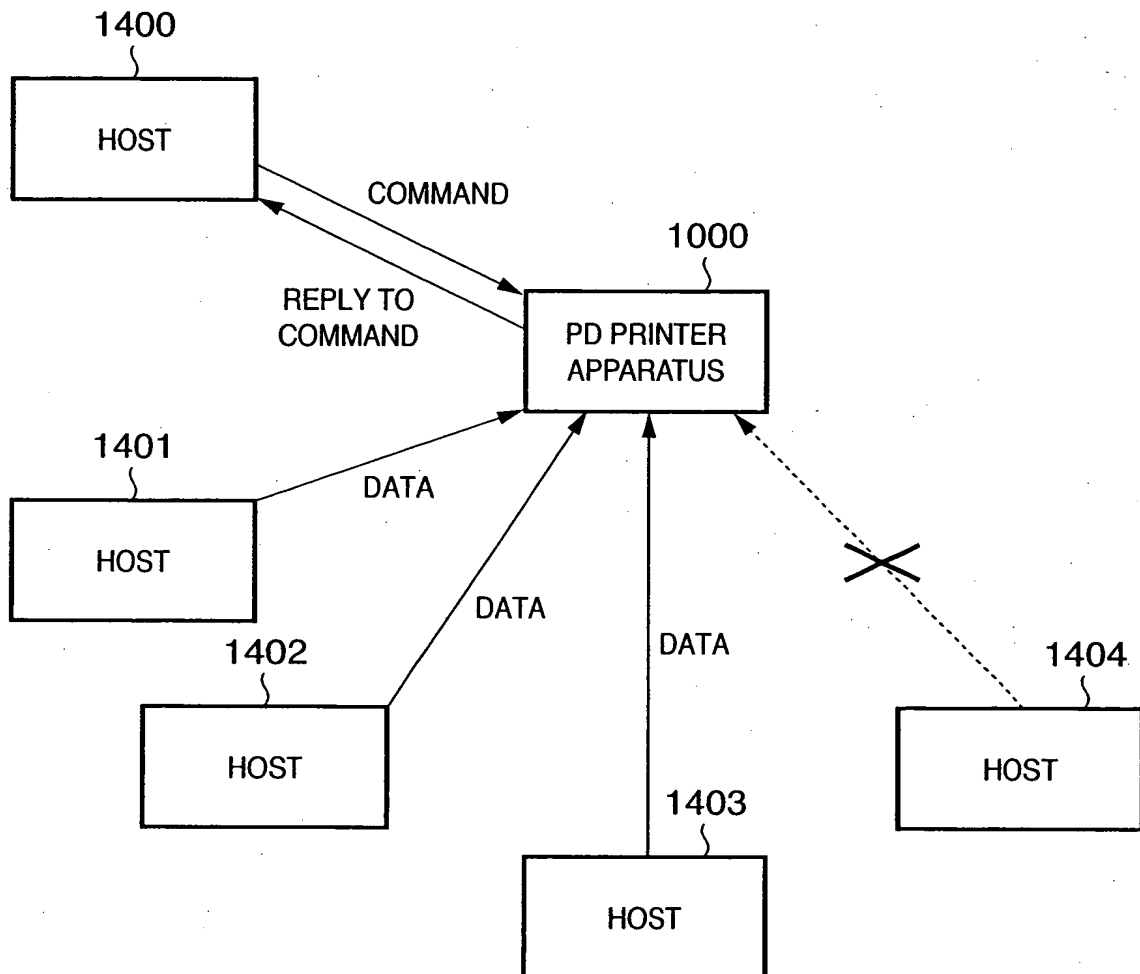 1400
HOST
COMMAND
1000
REPLY TO
COMMAND
PD PRINTER
APPARATUS
1401
HOST
DATA
1402
HOST
DATA
DATA
1403
HOST
1404
HOST